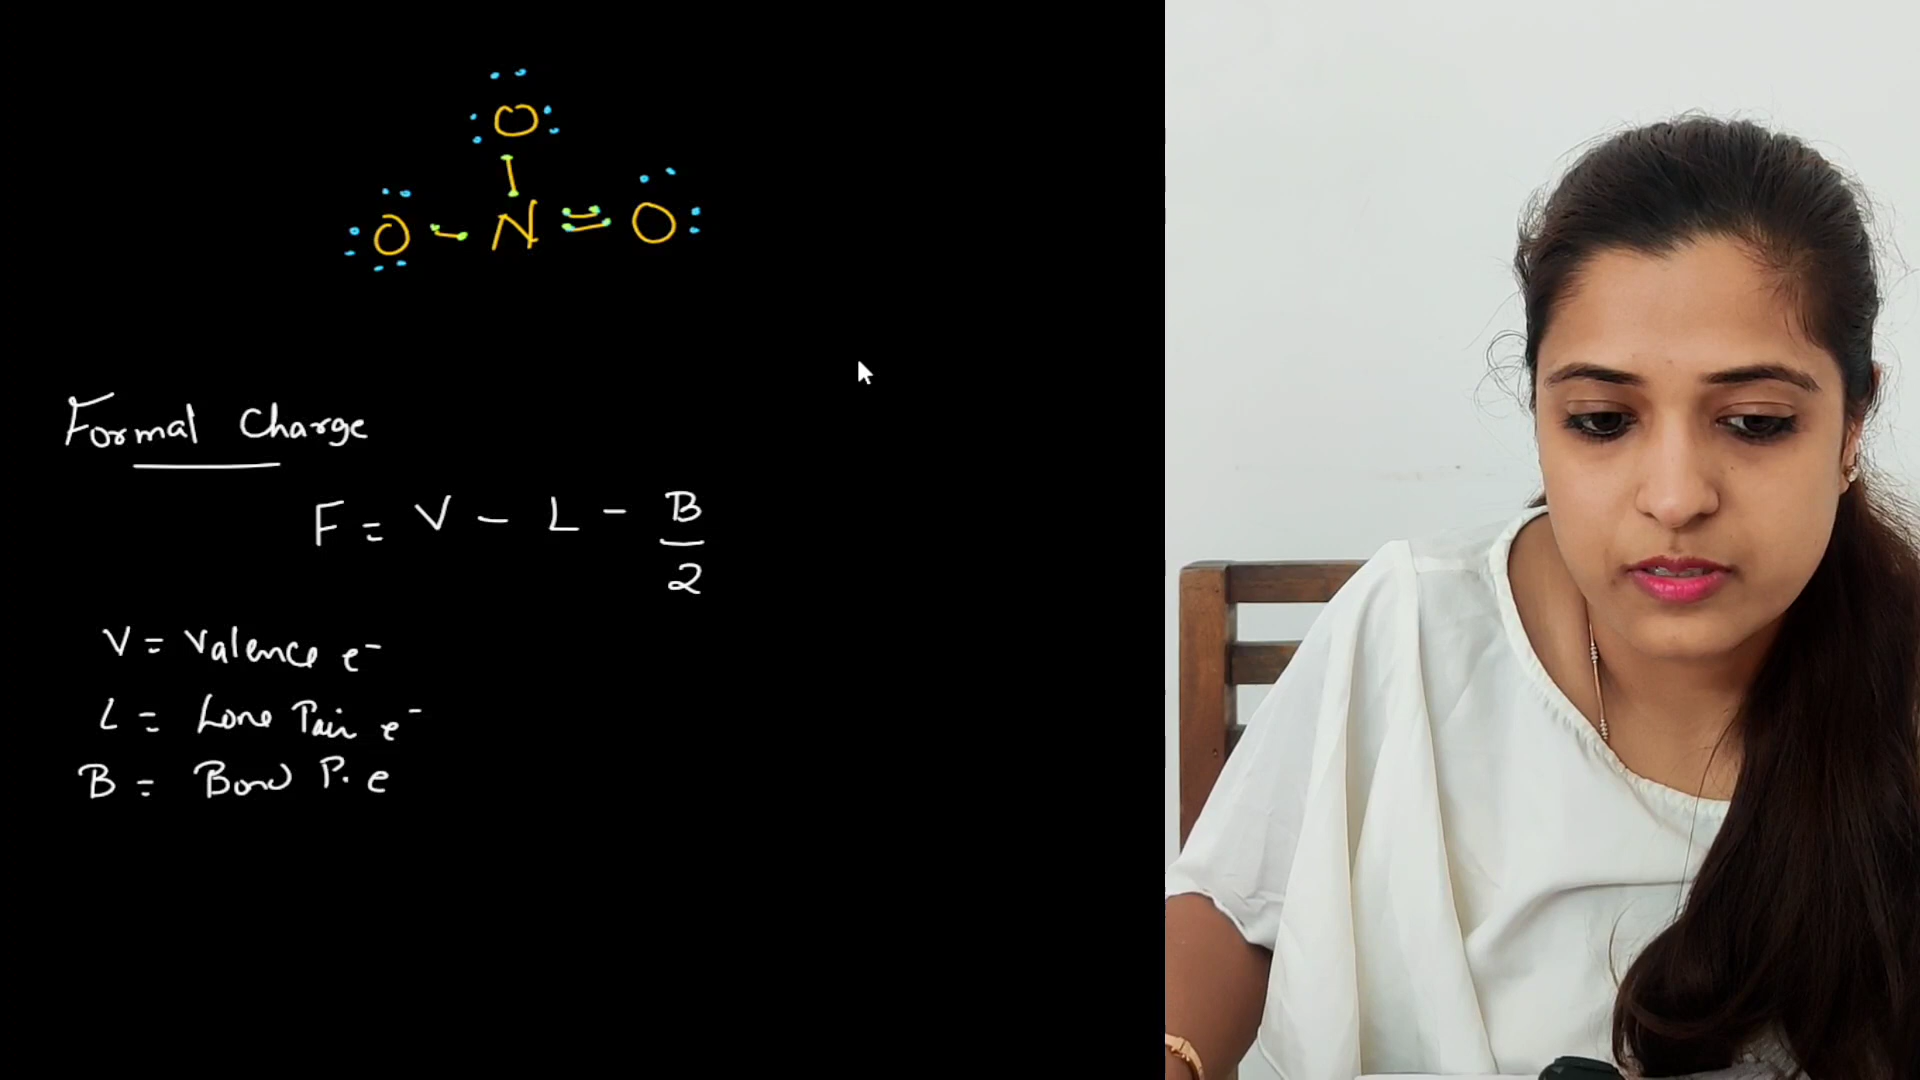 O
O - N = O
Formal Charge
F = V - L - B/2
V = Valence e⁻
L = Lone Pair e⁻
B = Bond P. e